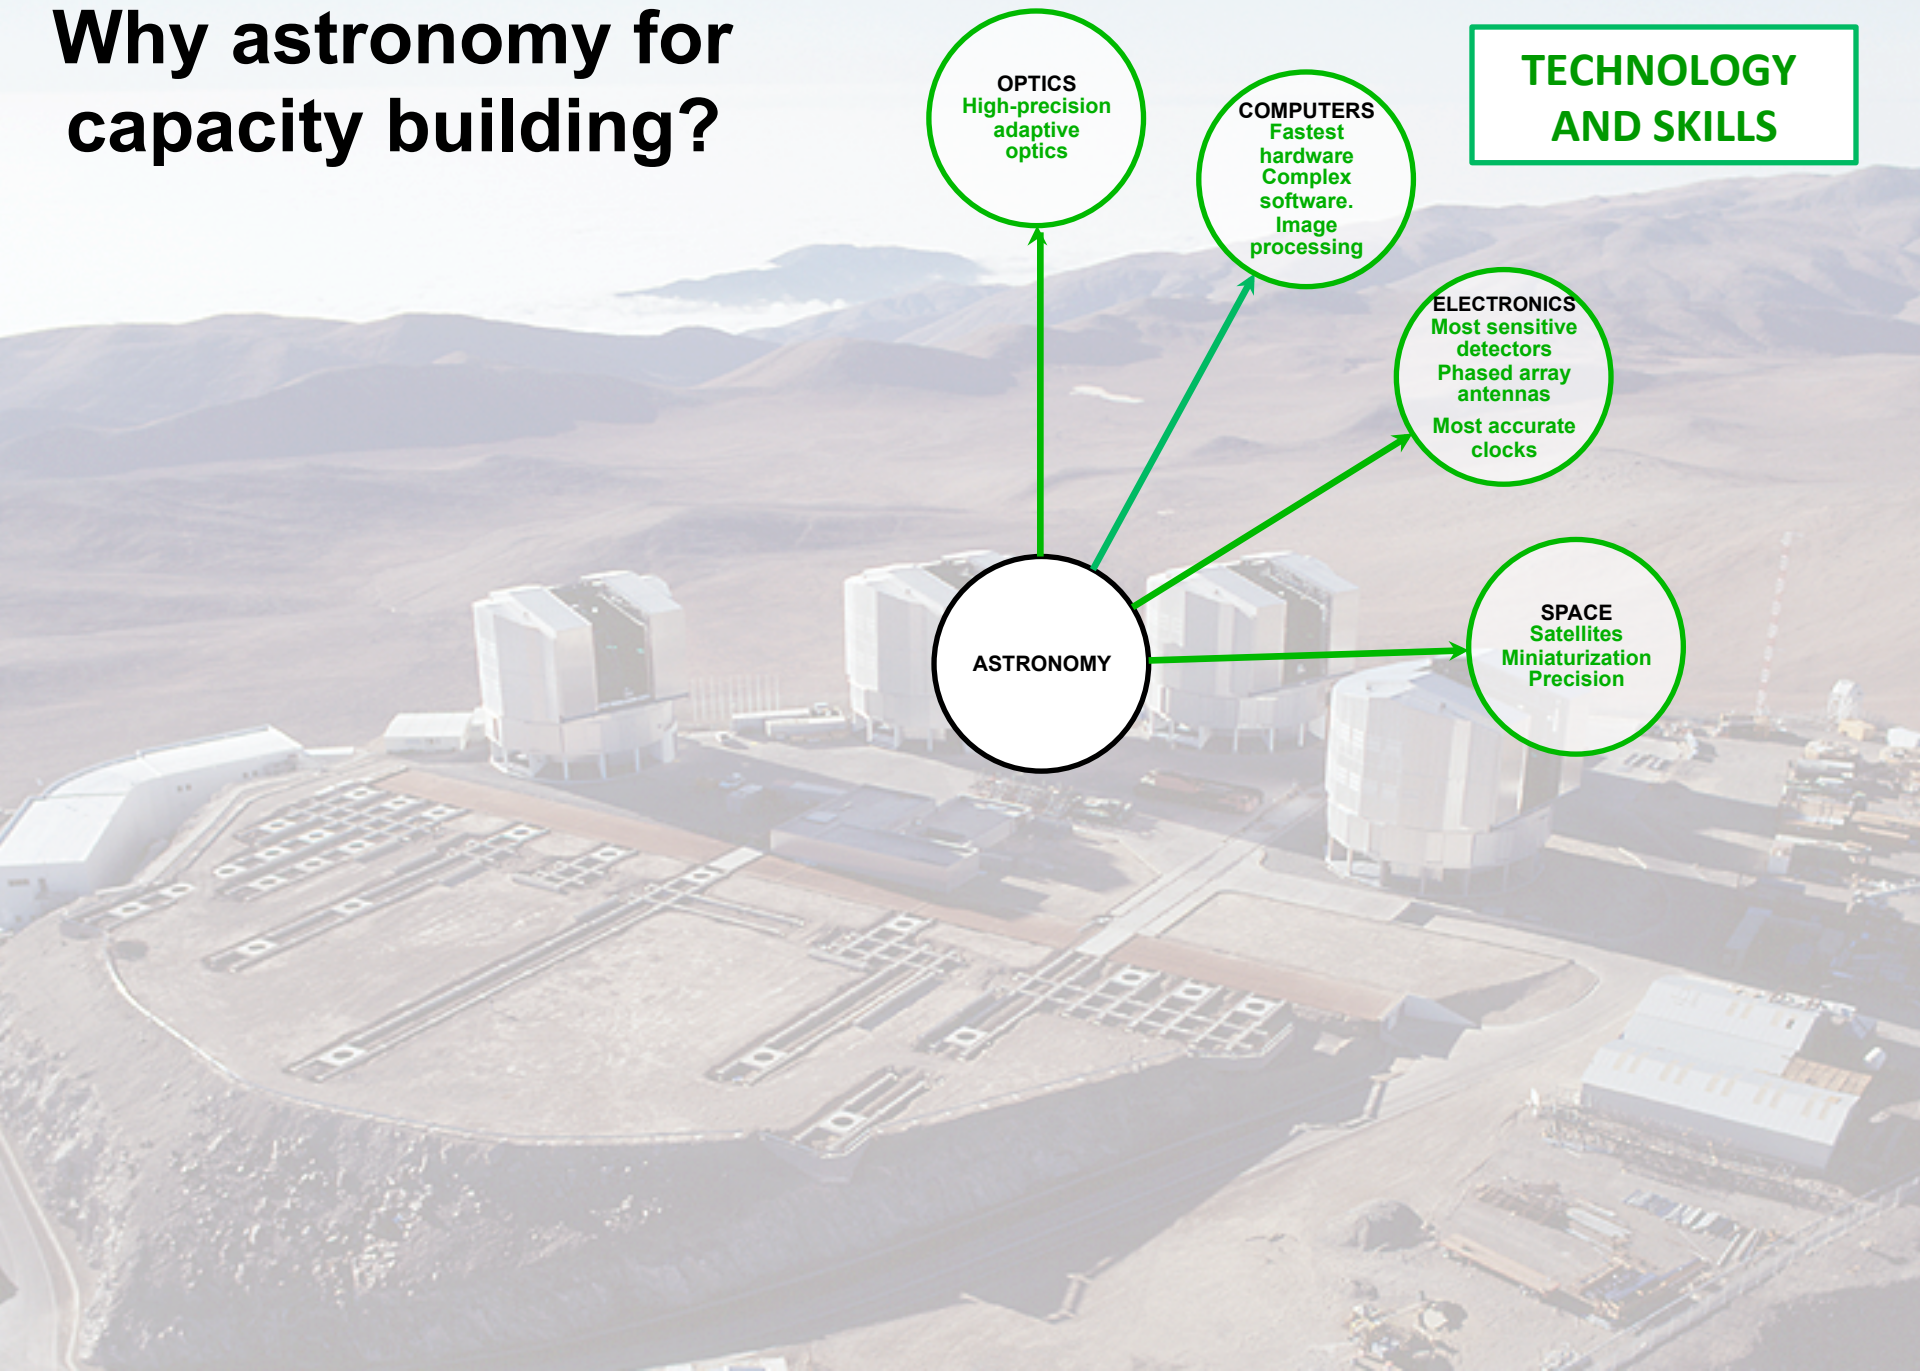 Why astronomy for
capacity building?
TECHNOLOGY
AND SKILLS
OPTICS
High-precision
adaptive
optics
COMPUTERS
Fastest
hardware
Complex
software.
Image
processing
ELECTRONICS
Most sensitive
detectors
Phased array
antennas
Most accurate
clocks
SPACE
Satellites
Miniaturization
Precision
ASTRONOMY